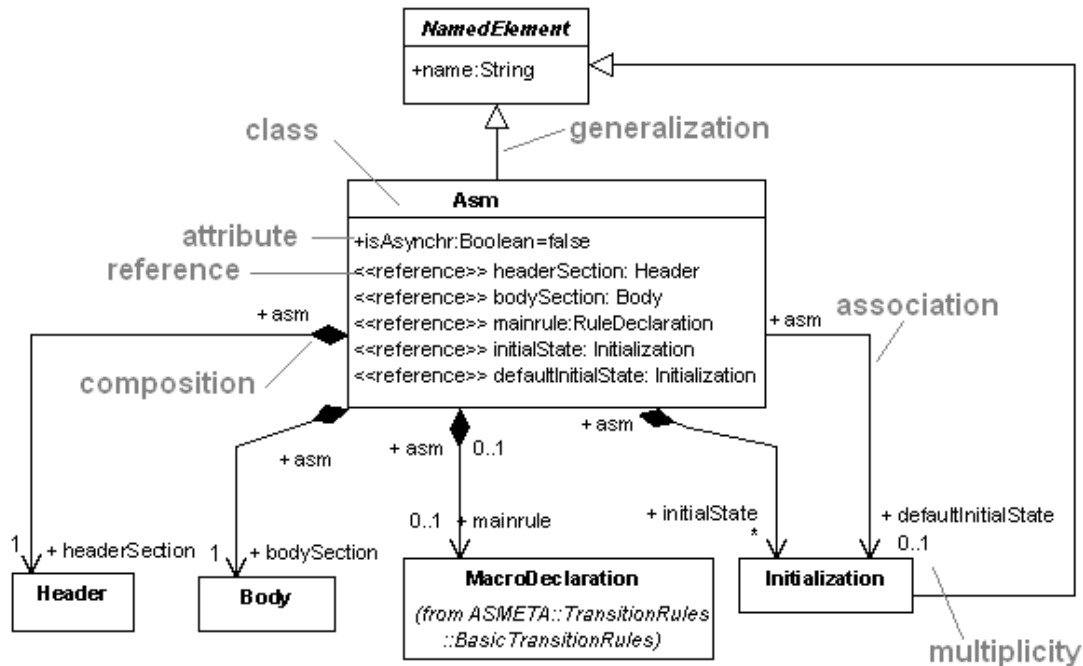 NamedElement
+name:String
class
generalization
Asm
attribute
+isAsynchr:Boolean=false
reference
<<reference>> headerSection: Header
<<reference>> bodySection: Body
<<reference>> mainrule:RuleDeclaration
<<reference>> initialState: Initialization
<<reference>> defaultInitialState: Initialization
association
+ asm
+ asm
composition
+ asm
+ asm
0..1
+ asm
+ initialState
*
+ defaultInitialState
0..1
0..1
+ mainrule
1
+ headerSection
1
+ bodySection
Header
Body
MacroDeclaration
(from ASMETA::TransitionRules
::BasicTransitionRules)
Initialization
multiplicity